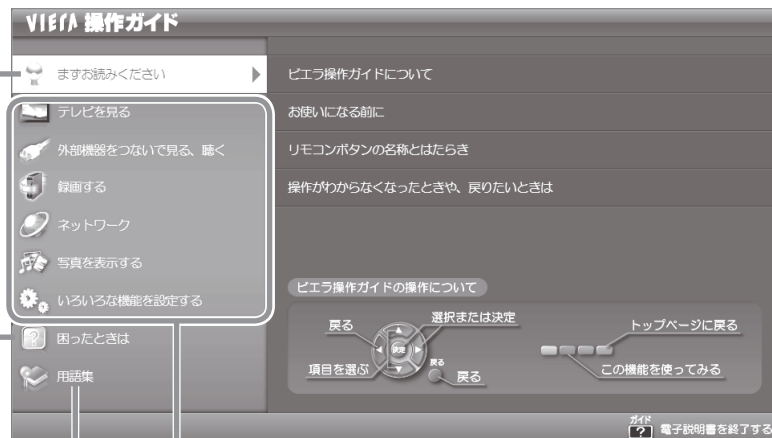 VIErA 操作ガイド
まずお読みください
テレビを見る
外部機器をつないで見る、聴く
録画する
ネットワーク
写真を表示する
いろいろな機能を設定する
困ったときは
用語集
ビエラ操作ガイドについて
お使いになる前に
リモコンボタンの名称とはたらき
操作がわからなくなったときや、戻りたいときは
ビエラ操作ガイドの操作について
戻る
選択または決定
決定
項目を選ぶ
戻る
戻る
トップページに戻る
この機能を使ってみる
ガイド
? 電子説明書を終了する